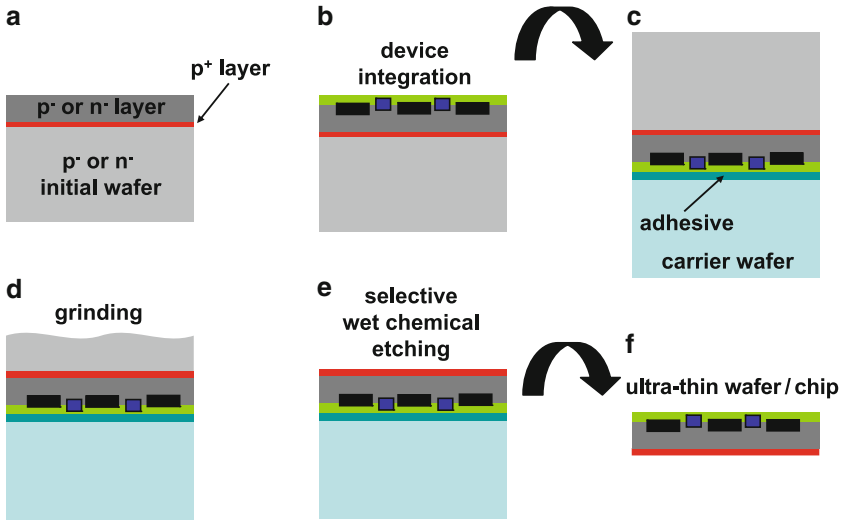 a
p⁺ layer
p⁻ or n⁻ layer
p⁻ or n⁻
initial wafer
b
device
integration
c
adhesive
carrier wafer
d
grinding
e
selective
wet chemical
etching
f
ultra-thin wafer / chip